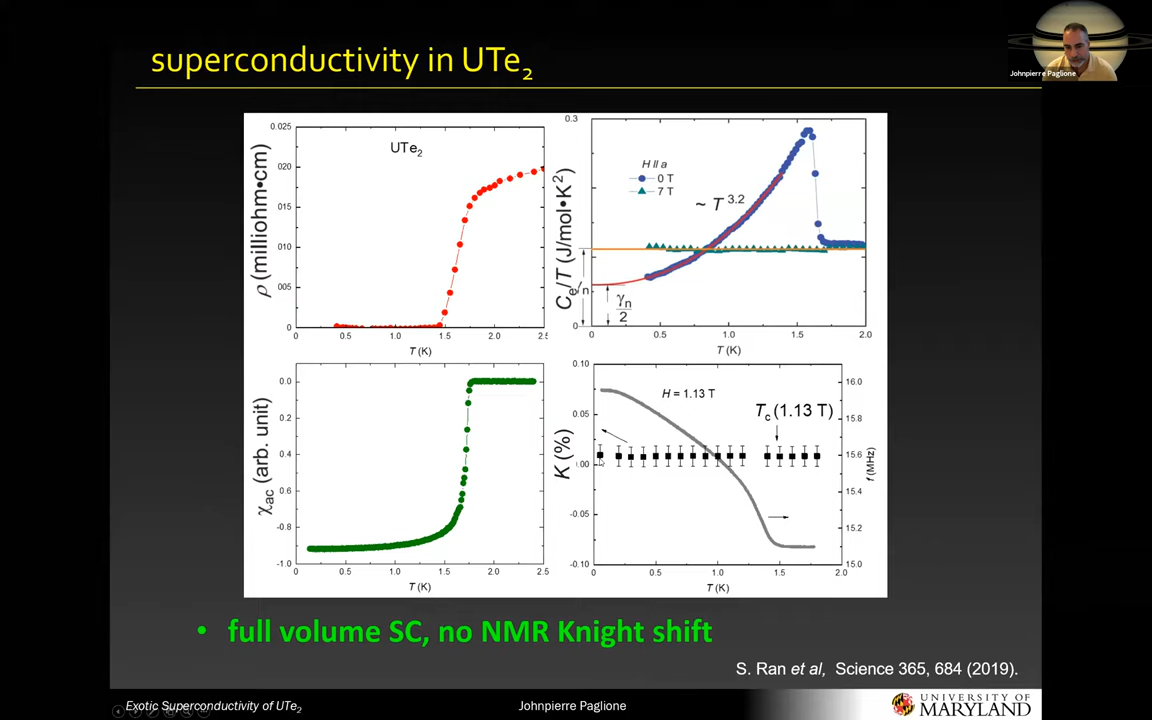 superconductivity in UTe₂
Johnpierre Paglione
0.025
020
015
010
005
0
ρ (milliohm•cm)
UTe₂
0 0.5 1.0 1.5 2.0 2.5
T (K)
0.3
0
Cₑ/T (J/mol•K²)
H II a
0 T
7 T
~ T^3.2
γₙ
γₙ/2
0 0.5 1.0 1.5 2.0
T (K)
0.0
0.2
0.4
0.6
-0.8
-1.0
χac (arb. unit)
0 0.5 1.0 1.5 2.0 2.5
T (K)
0.10
0.05
0.00
-0.05
-0.10
K (%)
H = 1.13 T
Tc (1.13 T)
16.0
15.8
15.6
15.4
15.2
15.0
f (MHz)
0 0.5 1.0 1.5 2.0
T (K)
• full volume SC, no NMR Knight shift
S. Ran et al, Science 365, 684 (2019).
Exotic Superconductivity of UTe₂
Johnpierre Paglione
UNIVERSITY OF
MARYLAND